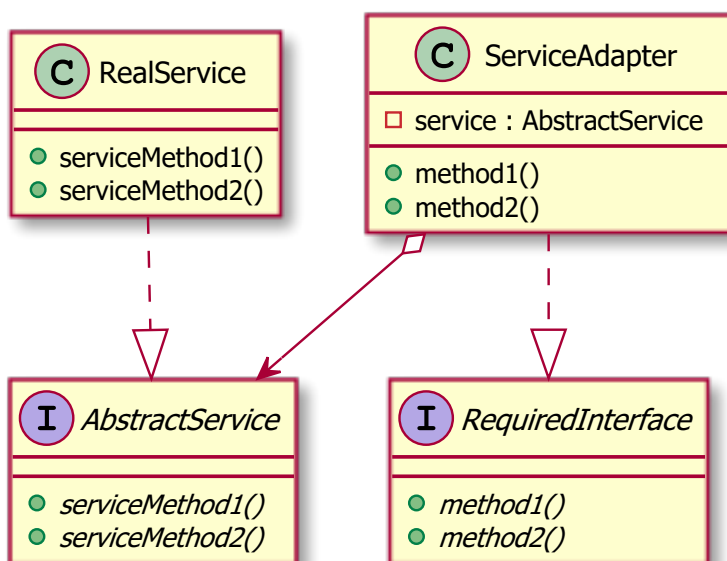 C RealService
serviceMethod1()
serviceMethod2()
C ServiceAdapter
service : AbstractService
method1()
method2()
I AbstractService
serviceMethod1()
serviceMethod2()
I RequiredInterface
method1()
method2()